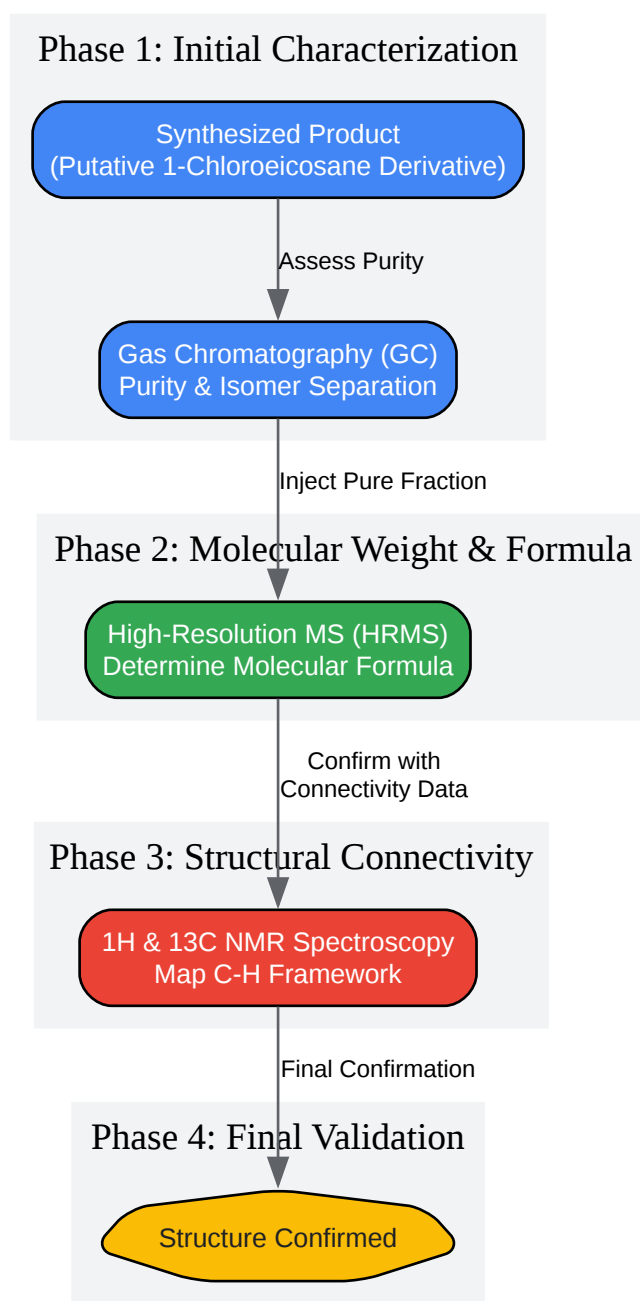 Phase 1: Initial Characterization
Synthesized Product
(Putative 1-Chloroeicosane Derivative)
Assess Purity
Gas Chromatography (GC)
Purity & Isomer Separation
Inject Pure Fraction
Phase 2: Molecular Weight & Formula
High-Resolution MS (HRMS)
Determine Molecular Formula
Confirm with
Connectivity Data
Phase 3: Structural Connectivity
1H & 13C NMR Spectroscopy
Map C-H Framework
Final Confirmation
Phase 4: Final Validation
Structure Confirmed